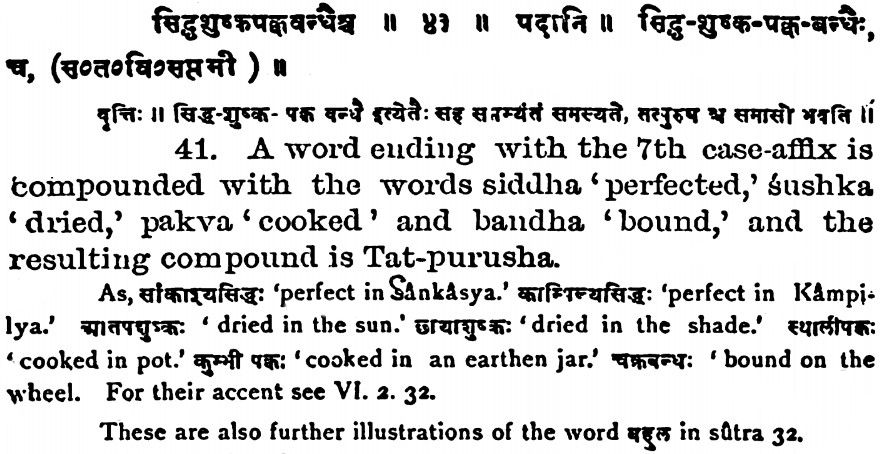 सिद्धशुष्कपक्वबन्धैश्च ॥ ४१ ॥ पदानि ॥ सिद्ध-शुष्क-पक्व-बन्धैः,
च, (स०त०वि०सप्तमी) ॥
वृत्तिः ॥ सिद्ध-शुष्क- पक्व बन्धै इत्येतैः सह सप्तम्यंतं समस्यते, तत्पुरुष श्च समासो भवति ॥
41. A word ending with the 7th case-affix is
compounded with the words siddha ‘perfected,’ śushka
‘dried,’ pakva ‘cooked’ and bandha ‘bound,’ and the
resulting compound is Tat-purusha.
As, सांकाश्यसिद्धः ‘perfect in Sânkâsya.’ काम्पिल्यसिद्धः ‘perfect in Kâmpi-
lya.’ आतपशुष्कः ‘dried in the sun.’ छायाशुष्कः ‘dried in the shade.’ स्थालीपक्वः
‘cooked in pot.’ कुम्भी पक्वः ‘cooked in an earthen jar.’ चक्रबन्धः ‘bound on the
wheel. For their accent see VI. 2. 32.
These are also further illustrations of the word बहुल in sûtra 32.